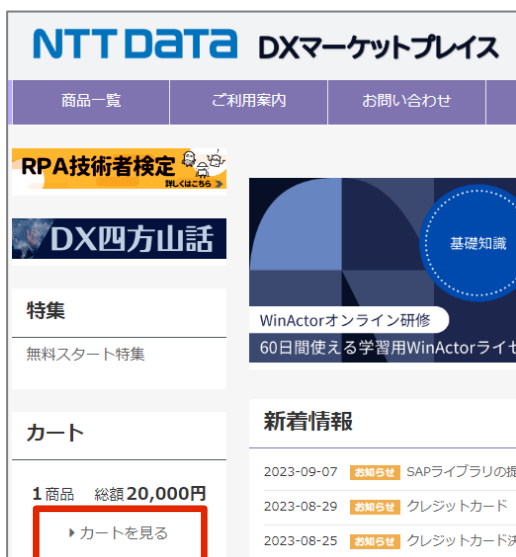 NTT DATA DXマーケットプレイス
商品一覧 ご利用案内 お問い合わせ
RPA技術者検定
詳しくはこちら
DX四方山話
特集
無料スタート特集
カート
1商品 総額20,000円
カートを見る
基礎知識
WinActorオンライン研修
60日間使える学習用WinActorライセ
新着情報
2023-09-07 お知らせ SAPライブラリの提
2023-08-29 お知らせ クレジットカード
2023-08-25 お知らせ クレジットカード決